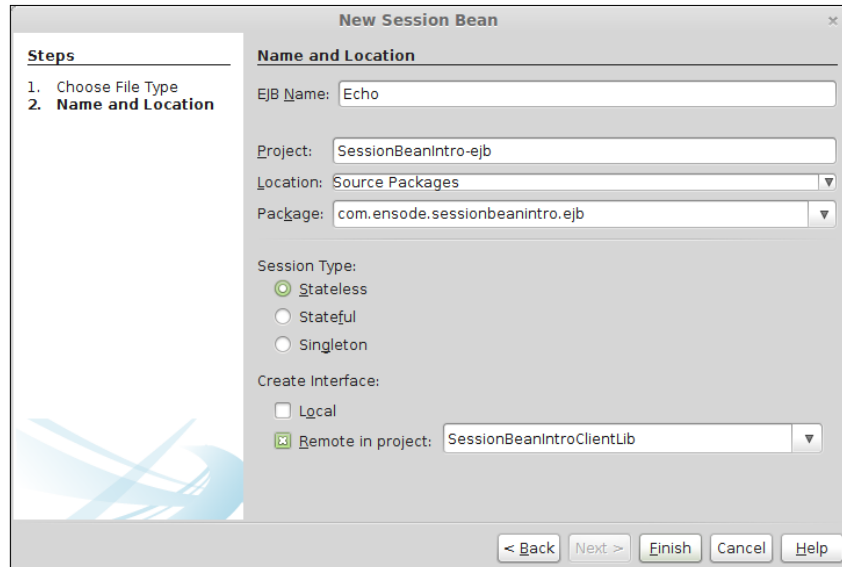 New Session Bean
Steps
1. Choose File Type
2. Name and Location
Name and Location
EJB Name: Echo
Project: SessionBeanIntro-ejb
Location: Source Packages
Package: com.ensode.sessionbeanintro.ejb
Session Type:
Stateless
Stateful
Singleton
Create Interface:
Local
Remote in project: SessionBeanIntroClientLib
< Back Next > Finish Cancel Help